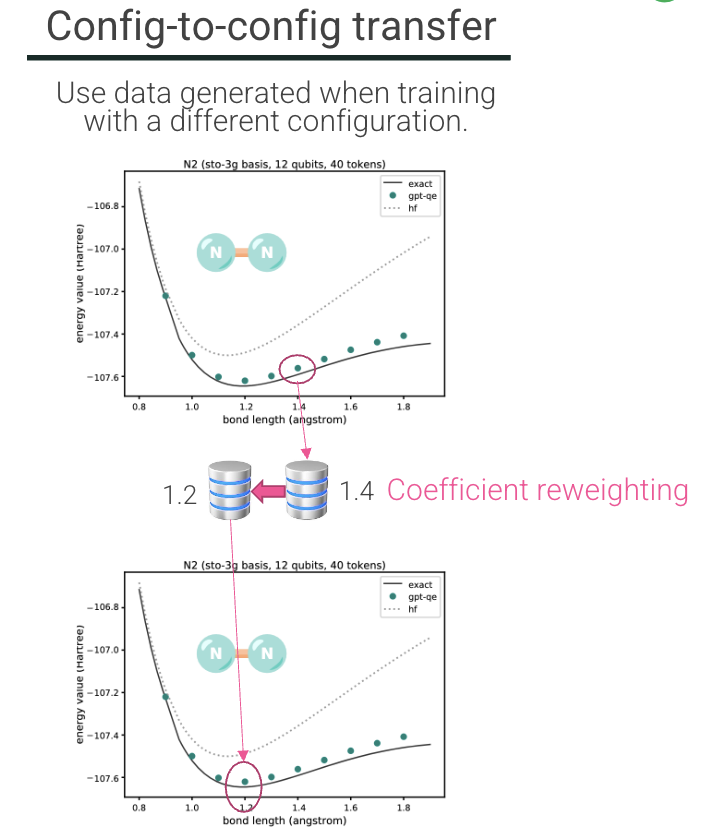 Config-to-config transfer
Use data generated when training
with a different configuration.
N2 (sto-3g basis, 12 qubits, 40 tokens)
exact
gpt-qe
hf
N N
energy value (Hartree)
−106.8
−107.0
−107.2
−107.4
−107.6
0.8 1.0 1.2 1.4 1.6 1.8
bond length (angstrom)
1.2
1.4 Coefficient reweighting
N2 (sto-3g basis, 12 qubits, 40 tokens)
exact
gpt-qe
hf
N N
energy value (Hartree)
−106.8
−107.0
−107.2
−107.4
−107.6
0.8 1.0 1.2 1.4 1.6 1.8
bond length (angstrom)